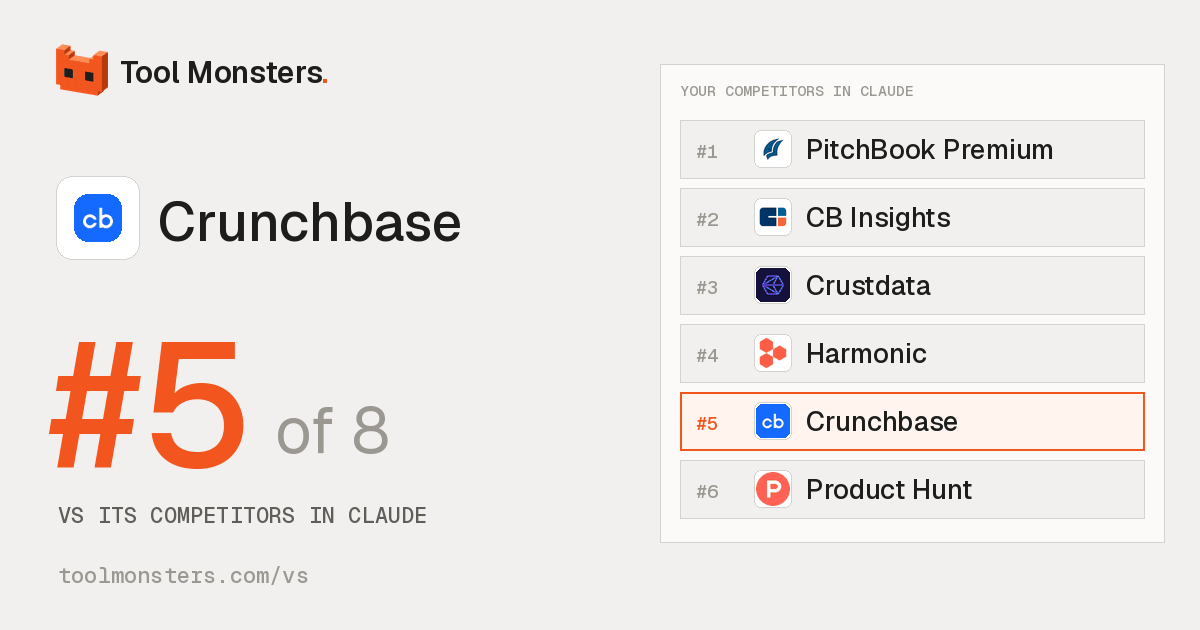 Tool Monsters.
cb
Crunchbase
#5 of 8
VS ITS COMPETITORS IN CLAUDE
toolmonsters.com/vs
YOUR COMPETITORS IN CLAUDE
#1 PitchBook Premium
#2 CB Insights
#3 Crustdata
#4 Harmonic
#5 cb Crunchbase
#6 P Product Hunt